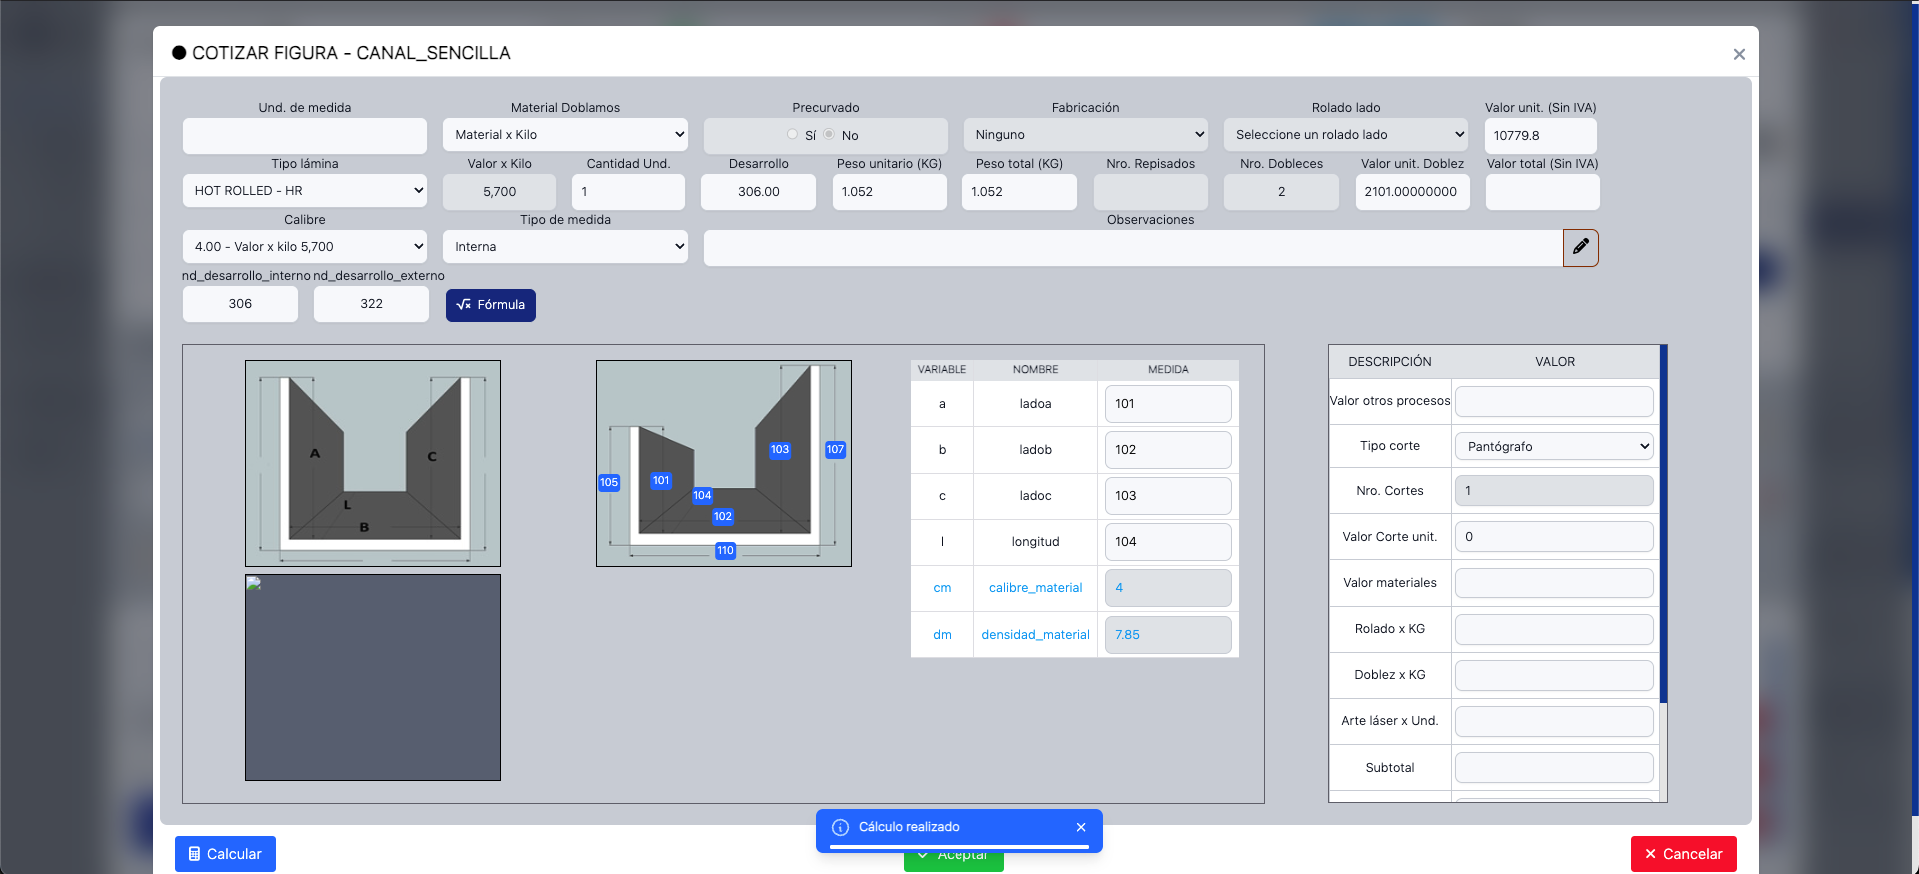 COTIZAR FIGURA - CANAL_SENCILLA
Und. de medida
Material Doblamos
Precurvado
Fabricación
Rolado lado
Valor unit. (Sin IVA)
Material x Kilo
Sí
No
Ninguno
Seleccione un rolado lado
10779.8
Tipo lámina
Valor x Kilo
Cantidad Und.
Desarrollo
Peso unitario (KG)
Peso total (KG)
Nro. Repisados
Nro. Dobleces
Valor unit. Doblez
Valor total (Sin IVA)
HOT ROLLED - HR
5,700
1
306.00
1.052
1.052
2
2101.00000000
Calibre
Tipo de medida
Observaciones
4.00 - Valor x kilo 5,700
Interna
nd_desarrollo_interno
nd_desarrollo_externo
306
322
Fórmula
A
C
L
B
103
107
105
101
104
102
110
VARIABLE
NOMBRE
MEDIDA
a
ladoa
101
b
ladob
102
c
ladoc
103
l
longitud
104
cm
calibre_material
4
dm
densidad_material
7.85
DESCRIPCIÓN
VALOR
Valor otros procesos
Tipo corte
Pantógrafo
Nro. Cortes
1
Valor Corte unit.
0
Valor materiales
Rolado x KG
Doblez x KG
Arte láser x Und.
Subtotal
Cálculo realizado
Calcular
Aceptar
Cancelar